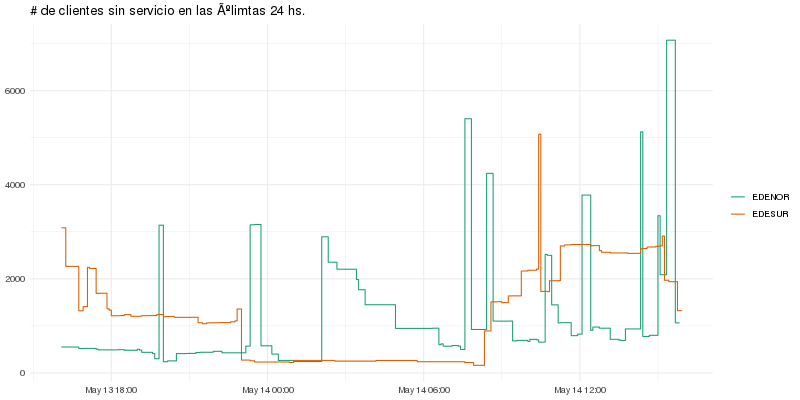 # de clientes sin servicio en las Ãºlimtas 24 hs.
6000
4000
2000
0
May 13 18:00
May 14 00:00
May 14 06:00
May 14 12:00
EDENOR
EDESUR